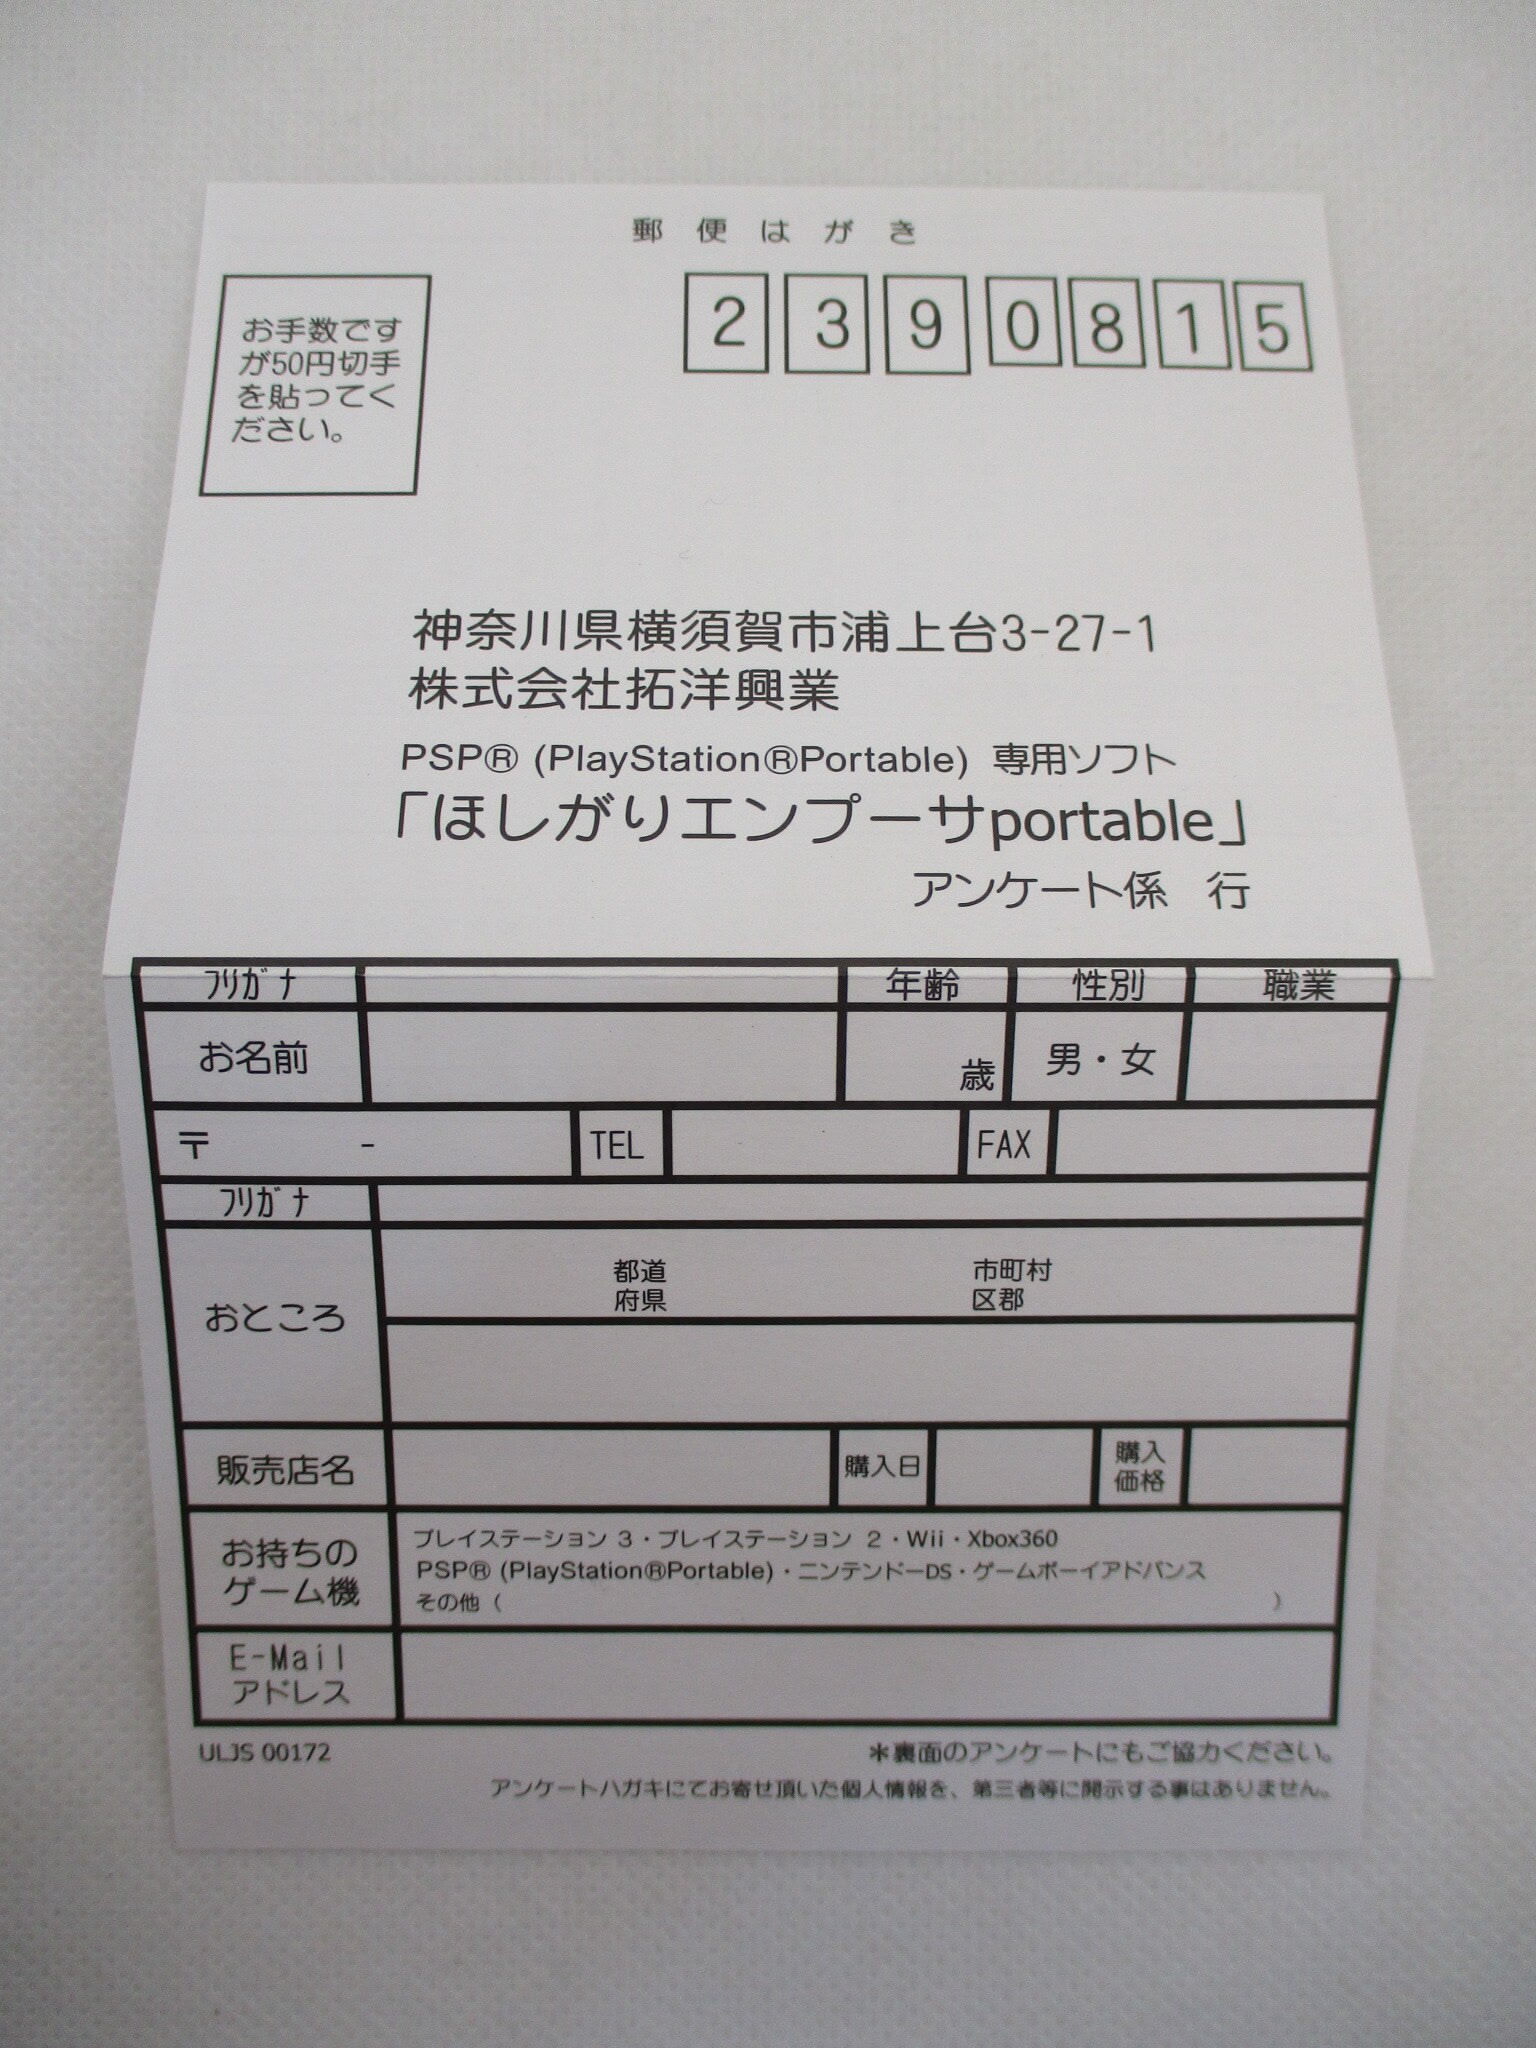 郵便はがき
お手数です
が50円切手
を貼ってく
ださい。
2390815
神奈川県横須賀市浦上台3-27-1
株式会社拓洋興業
PSP® (PlayStation®Portable) 専用ソフト
「ほしがりエンプーサportable」
アンケート係 行
ﾌﾘｶﾞﾅ 年齢 性別 職業
お名前 歳 男・女
〒 - TEL FAX
ﾌﾘｶﾞﾅ
都道 市町村
府県 区郡
おところ
販売店名 購入日 購入
価格
お持ちの
ゲーム機
プレイステーション 3・プレイステーション 2・Wii・Xbox360
PSP® (PlayStation®Portable)・ニンテンドーDS・ゲームボーイアドバンス
その他 ( )
E-Mail
アドレス
ULJS 00172
＊裏面のアンケートにもご協力ください。
アンケートハガキにてお寄せ頂いた個人情報を、第三者等に開示する事はありません。